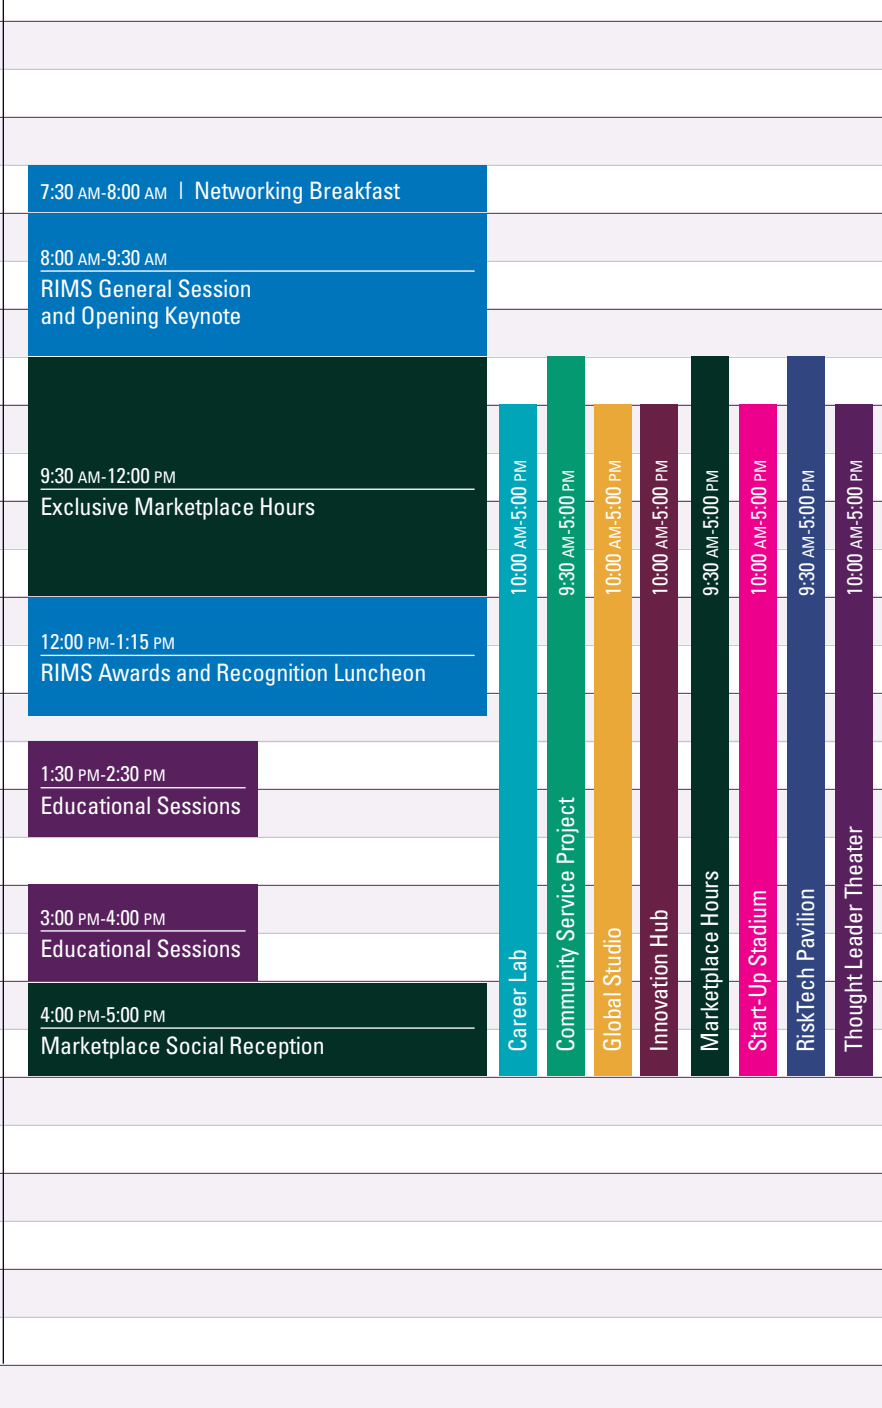 7:30 AM-8:00 AM | Networking Breakfast
8:00 AM-9:30 AM
RIMS General Session
and Opening Keynote
9:30 AM-12:00 PM
Exclusive Marketplace Hours
12:00 PM-1:15 PM
RIMS Awards and Recognition Luncheon
1:30 PM-2:30 PM
Educational Sessions
3:00 PM-4:00 PM
Educational Sessions
4:00 PM-5:00 PM
Marketplace Social Reception
Career Lab 10:00 AM-5:00 PM
Community Service Project 9:30 AM-5:00 PM
Global Studio 10:00 AM-5:00 PM
Innovation Hub 10:00 AM-5:00 PM
Marketplace Hours 9:30 AM-5:00 PM
Start-Up Stadium 10:00 AM-5:00 PM
RiskTech Pavilion 9:30 AM-5:00 PM
Thought Leader Theater 10:00 AM-5:00 PM